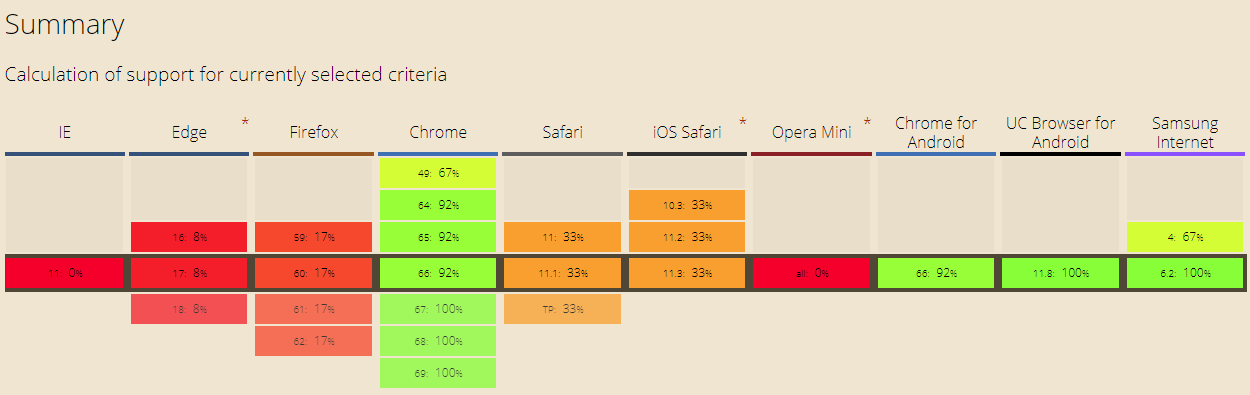 Summary
Calculation of support for currently selected criteria
IE
Edge *
Firefox
Chrome
Safari
iOS Safari *
Opera Mini *
Chrome for
Android
UC Browser for
Android
Samsung
Internet
49: 67%
64: 92%
10.3: 33%
16: 8%
59: 17%
65: 92%
11: 33%
11.2: 33%
4: 67%
11: 0%
17: 8%
60: 17%
66: 92%
11.1: 33%
11.3: 33%
all: 0%
66: 92%
11.8: 100%
6.2: 100%
18: 8%
61: 17%
67: 100%
TP: 33%
62: 17%
68: 100%
69: 100%